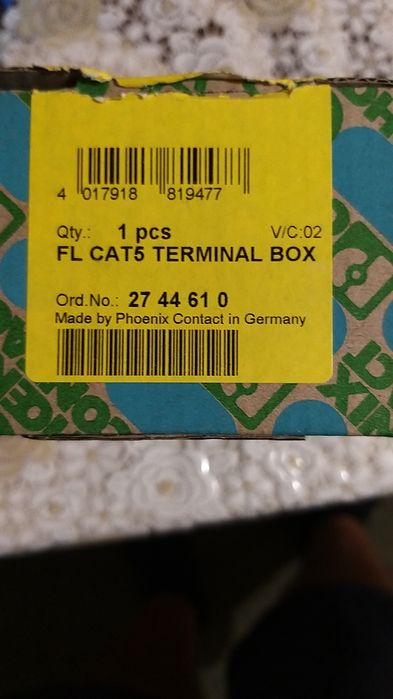 4 017918 819477
Qty.: 1 pcs V/C:02
FL CAT5 TERMINAL BOX
Ord.No.: 27 44 61 0
Made by Phoenix Contact in Germany